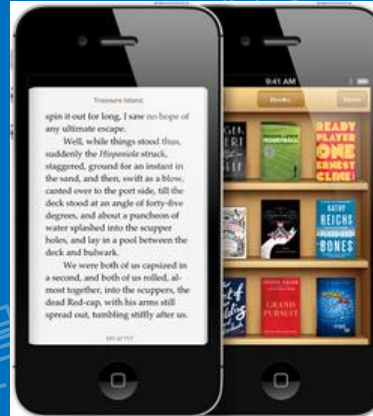 Treasure Island
spin it out for long, I saw no hope of
any ultimate escape.
Well, while things stood thus,
suddenly the Hispaniola struck,
staggered, ground for an instant in
the sand, and then, swift as a blow,
canted over to the port side, till the
deck stood at an angle of forty-five
degrees, and about a puncheon of
water splashed into the scupper
holes, and lay in a pool between the
deck and bulwark.
We were both of us capsized in
a second, and both of us rolled, al-
most together, into the scuppers, the
dead Red-cap, with his arms still
spread out, tumbling stiffly after us.
9:41 AM
Books
Store
MONEYBALL
READY
PLAYER
ONE
ERNEST
CLINE
KATHY
REICHS
BONES
GRAND
PURSUIT